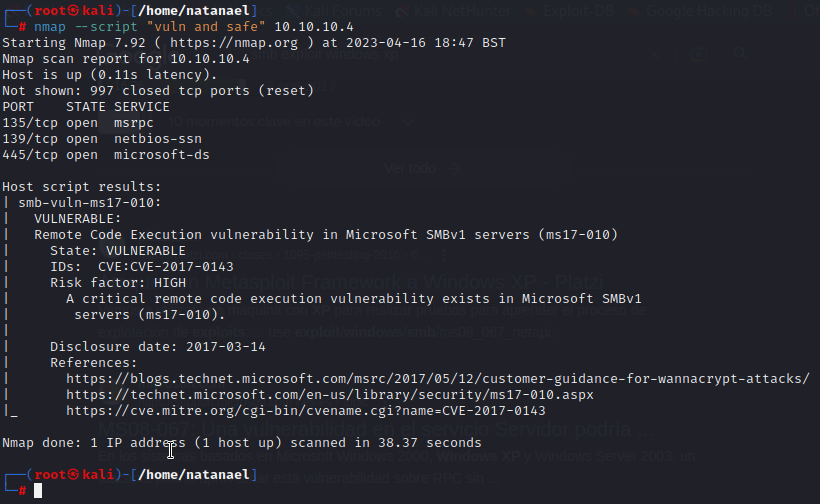 ┌──(root㉿kali)-[/home/natanael]
└─# nmap --script "vuln and safe" 10.10.10.4
Starting Nmap 7.92 ( https://nmap.org ) at 2023-04-16 18:47 BST
Nmap scan report for 10.10.10.4
Host is up (0.11s latency).
Not shown: 997 closed tcp ports (reset)
PORT    STATE SERVICE
135/tcp open  msrpc
139/tcp open  netbios-ssn
445/tcp open  microsoft-ds

Host script results:
| smb-vuln-ms17-010:
|   VULNERABLE:
|   Remote Code Execution vulnerability in Microsoft SMBv1 servers (ms17-010)
|     State: VULNERABLE
|     IDs:  CVE:CVE-2017-0143
|     Risk factor: HIGH
|       A critical remote code execution vulnerability exists in Microsoft SMBv1
|        servers (ms17-010).
|
|     Disclosure date: 2017-03-14
|     References:
|       https://blogs.technet.microsoft.com/msrc/2017/05/12/customer-guidance-for-wannacrypt-attacks/
|       https://technet.microsoft.com/en-us/library/security/ms17-010.aspx
|_      https://cve.mitre.org/cgi-bin/cvename.cgi?name=CVE-2017-0143

Nmap done: 1 IP address (1 host up) scanned in 38.37 seconds

┌──(root㉿kali)-[/home/natanael]
└─#